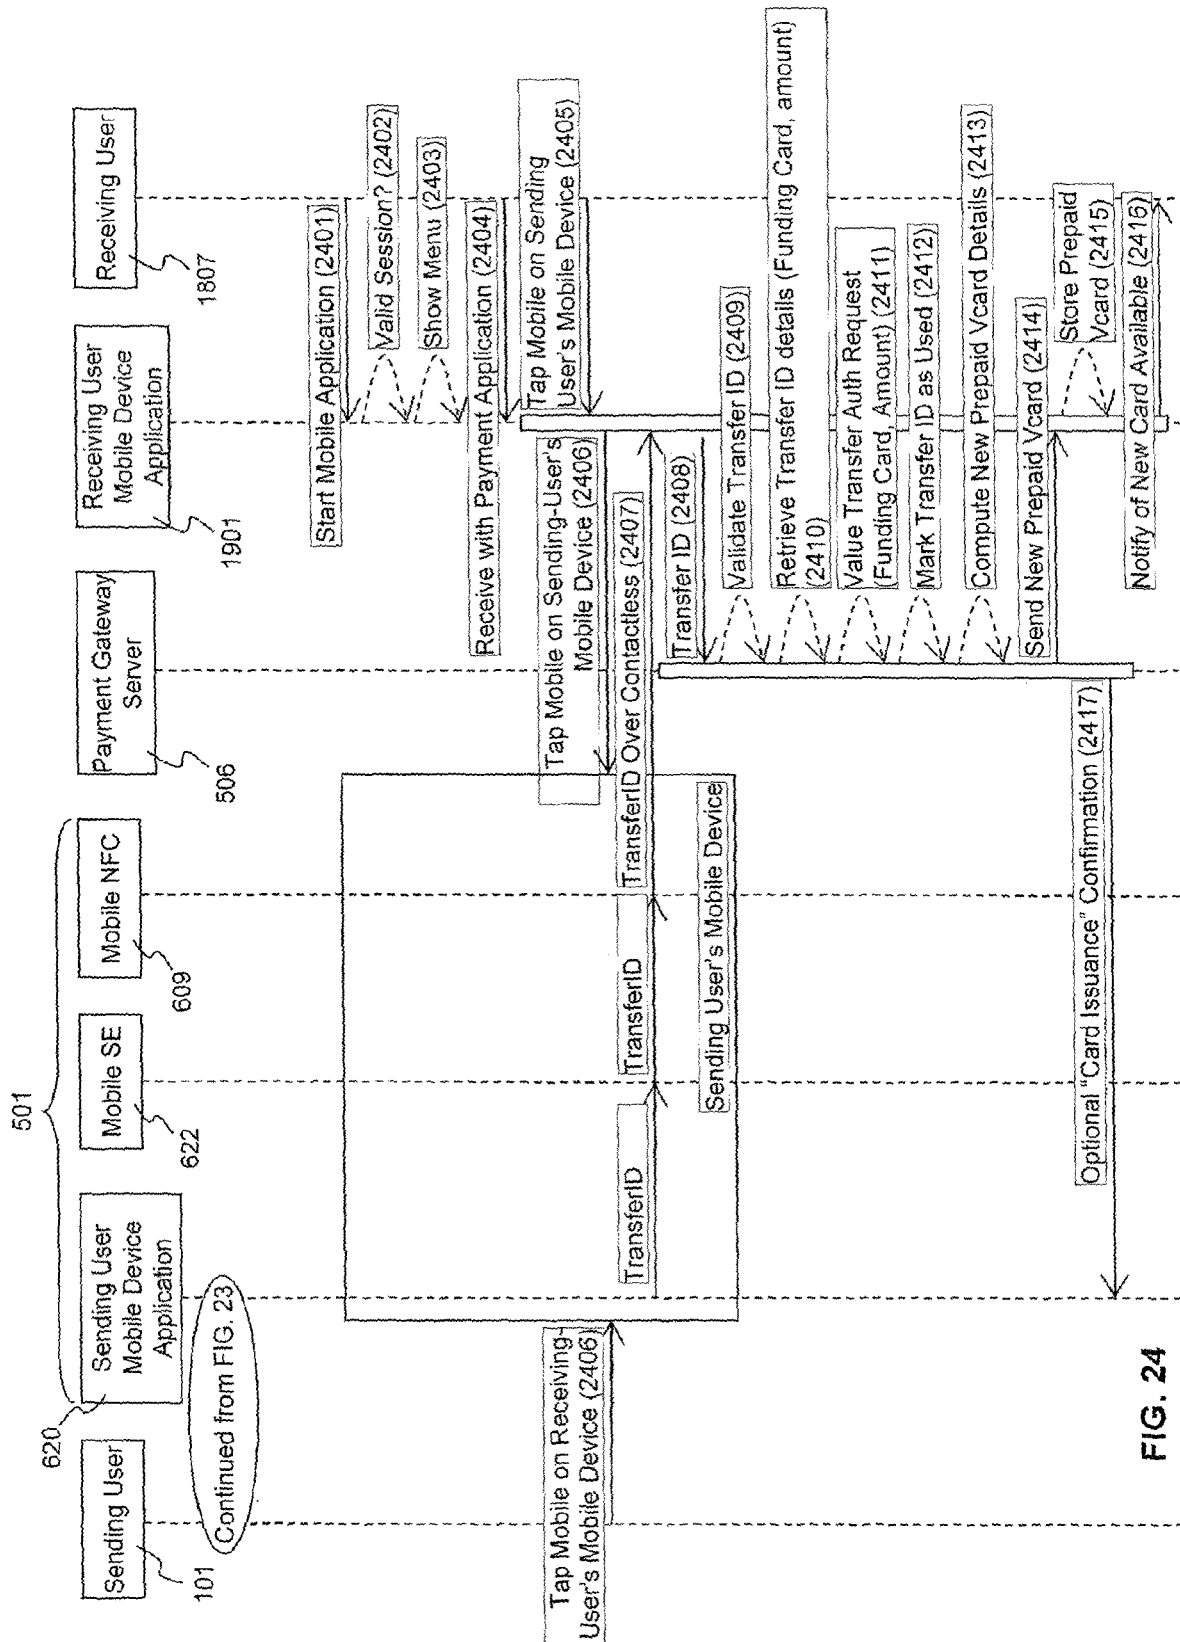 501
Sending User
101
620
Sending User
Mobile Device
Application
Mobile SE
622
Mobile NFC
609
Payment Gateway
Server
506
Receiving User
Mobile Device
Application
1901
Receiving User
1807
Continued from FIG. 23
Start Mobile Application (2401)
Valid Session? (2402)
Show Menu (2403)
Receive with Payment Application (2404)
Tap Mobile on Sending
User's Mobile Device (2405)
Tap Mobile on Receiving-
User's Mobile Device (2406)
Tap Mobile on Sending-User's
Mobile Device (2406)
TransferID
TransferID
TransferID Over Contactless (2407)
Transfer ID (2408)
Sending User's Mobile Device
Validate Transfer ID (2409)
Retrieve Transfer ID details (Funding Card, amount)
(2410)
Value Transfer Auth Request
(Funding Card, Amount) (2411)
Mark Transfer ID as Used (2412)
Compute New Prepaid Vcard Details (2413)
Send New Prepaid Vcard (2414)
Store Prepaid
Vcard (2415)
Optional "Card Issuance" Confirmation (2417)
Notify of New Card Available (2416)
FIG. 24